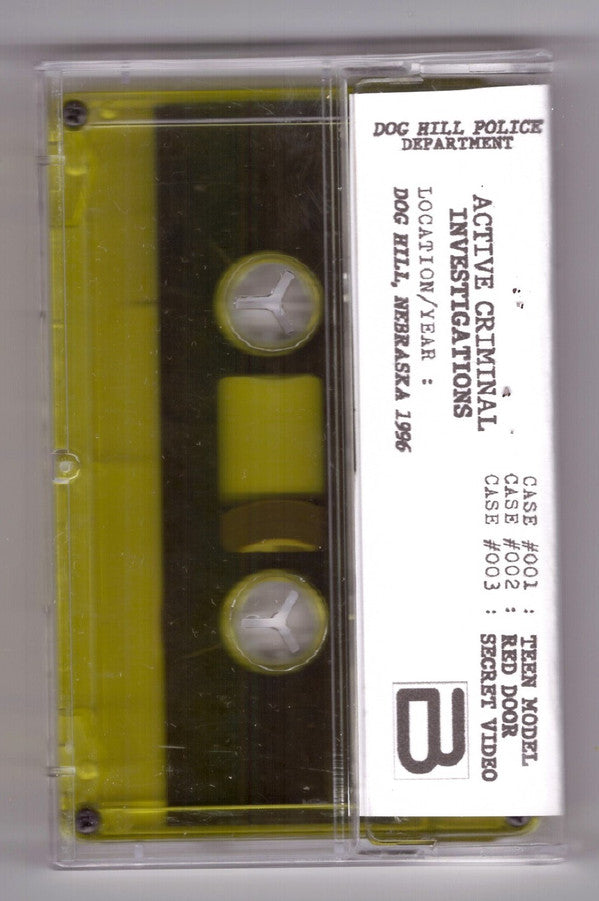 DOG HILL POLICE
DEPARTMENT
ACTIVE CRIMINAL
INVESTIGATIONS
LOCATION/YEAR :
DOG HILL, NEBRASKA 1996
CASE #001 : TEEN MODEL
CASE #002 : RED DOOR
CASE #003 : SECRET VIDEO
B